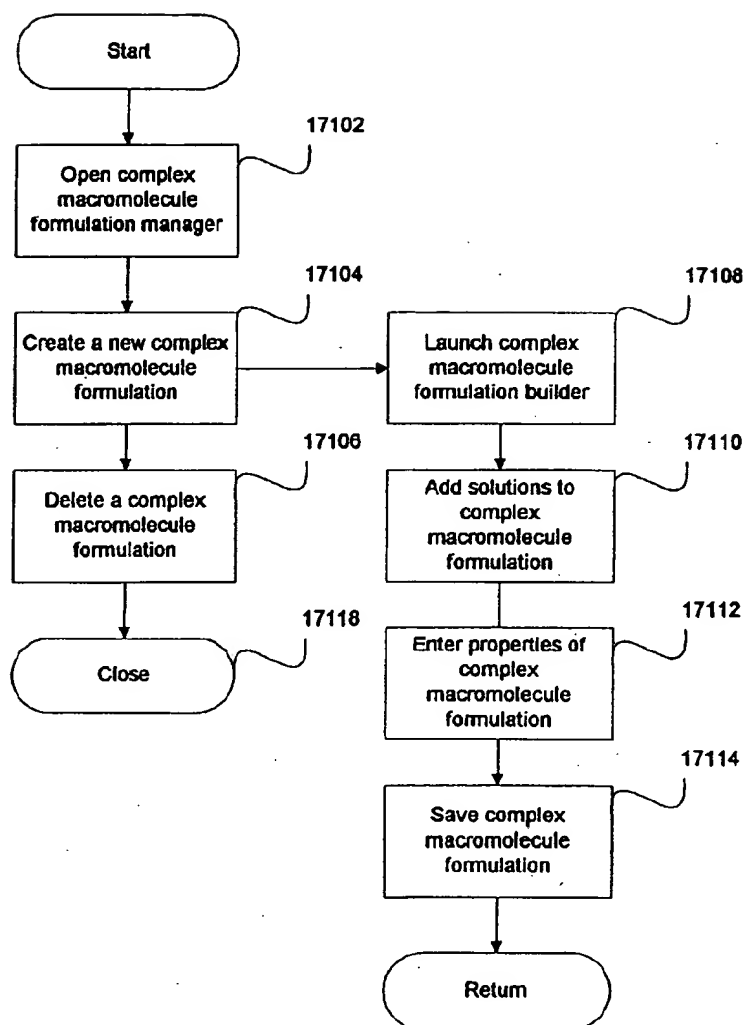 Start
17102
Open complex
macromolecule
formulation manager
17104
Create a new complex
macromolecule
formulation
17106
Delete a complex
macromolecule
formulation
17118
Close
17108
Launch complex
macromolecule
formulation builder
17110
Add solutions to
complex
macromolecule
formulation
17112
Enter properties of
complex
macromolecule
formulation
17114
Save complex
macromolecule
formulation
Return